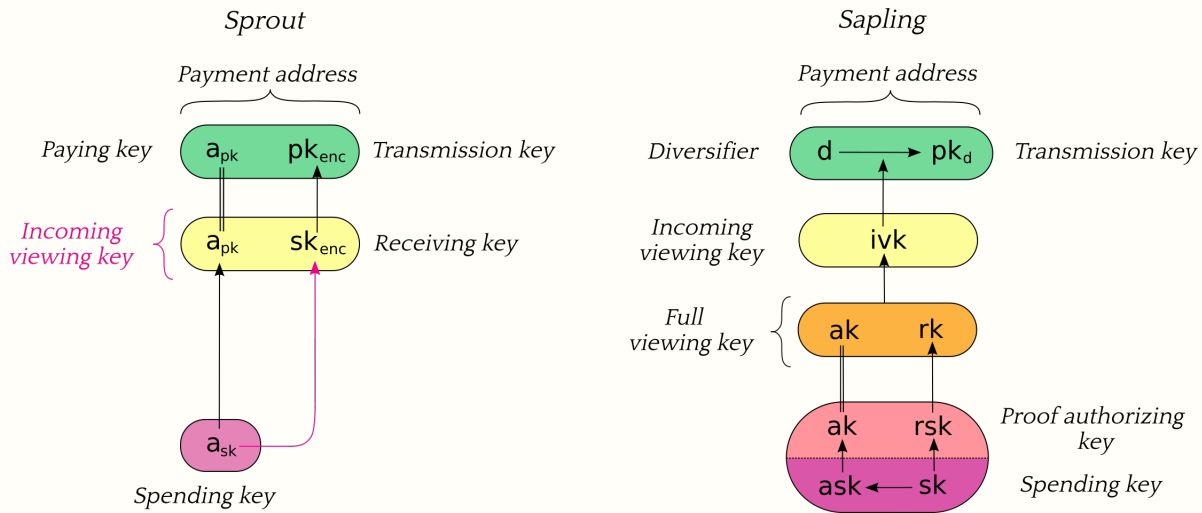 Sprout
Payment address
Paying key
a_pk
pk_enc
Transmission key
Incoming
viewing key
a_pk
sk_enc
Receiving key
a_sk
Spending key
Sapling
Payment address
Diversifier
d
pk_d
Transmission key
Incoming
viewing key
ivk
Full
viewing key
ak
rk
ak
rsk
Proof authorizing
key
ask
sk
Spending key